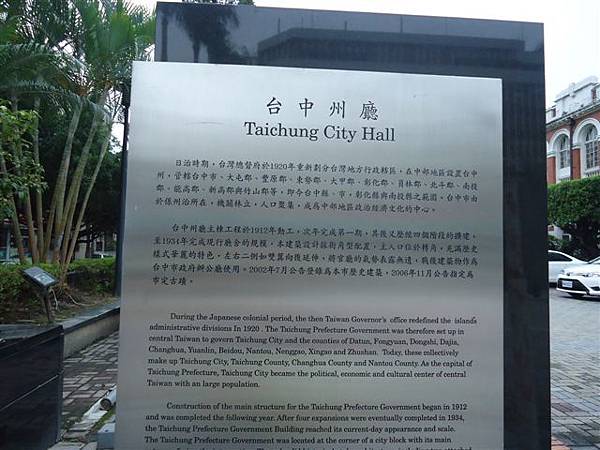 台中州廳
Taichung City Hall
日治時期，台灣總督府於1920年重新劃分台灣地方行政轄區，在中部地區設置台中
州，管轄台中市、大屯郡、豐原郡、東勢郡、大甲郡、彰化郡、員林郡、北斗郡、南投
郡、能高郡、新高郡與竹山郡等，即今台中縣、市，彰化縣與南投縣之範圍。台中市由
於係州治所在，機關林立，人口聚集，成為中部地區政治經濟文化的中心。
台中州廳主棟工程於1912年動工，次年完成第一期，其後又歷經四個階段的擴建，
至1934年完成現行廳舍的規模。本建築設計採街角型配置，主入口位於轉角，充滿歷史
樣式華麗的特色，左右二側如雙翼向後延伸，將官廳的氣勢表露無遺，戰後建築物作為
台中市政府辦公廳使用。2002年7月公告登錄為本市歷史建築，2006年11月公告指定為
市定古蹟。
During the Japanese colonial period, the then Taiwan Governor's office redefined the island's
administrative divisions In 1920 . The Taichung Prefecture Government was therefore set up in
central Taiwan to govern Taichung City and the counties of Datun, Fongyuan, Dongshi, Dajia,
Changhua, Yuanlin, Beidou, Nantou, Nenggao, Xingao and Zhushan. Today, these collectively
make up Taichung City, Taichung County, Changhua County and Nantou County. As the capital of
Taichung Prefecture, Taichung City became the political, economic and cultural center of central
Taiwan with an large population.
Construction of the main structure for the Taichung Prefecture Government began in 1912
and was completed the following year. After four expansions were eventually completed in 1934,
the Taichung Prefecture Government Building reached its current-day appearance and scale.
The Taichung Prefecture Government was located at the corner of a city block with its main